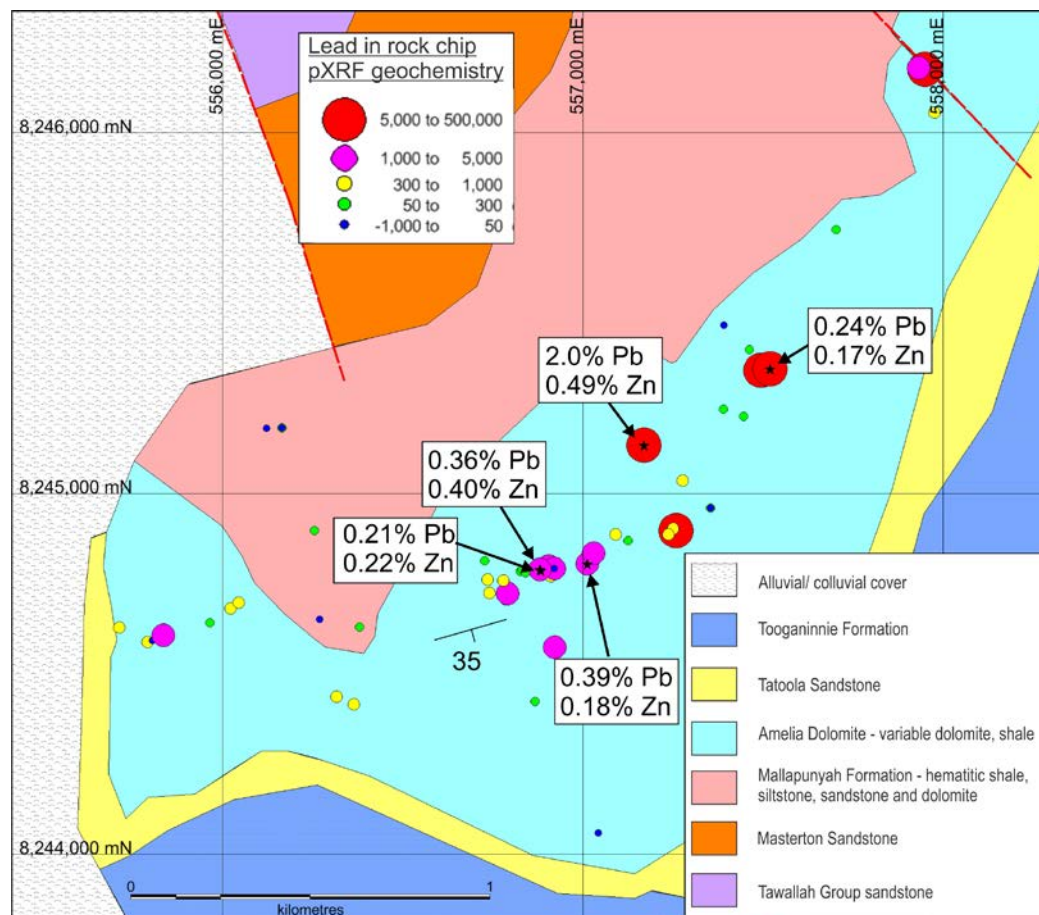 Lead in rock chip
pXRF geochemistry
5,000 to 500,000
1,000 to 5,000
300 to 1,000
50 to 300
-1,000 to 50
556,000 mE
557,000 mE
558,000 mE
8,246,000 mN
0.24% Pb
0.17% Zn
2.0% Pb
0.49% Zn
0.36% Pb
0.40% Zn
8,245,000 mN
0.21% Pb
0.22% Zn
35
0.39% Pb
0.18% Zn
8,244,000 mN
0 1
kilometres
Alluvial/ colluvial cover
Tooganinnie Formation
Tatoola Sandstone
Amelia Dolomite - variable dolomite, shale
Mallapunyah Formation - hematitic shale,
siltstone, sandstone and dolomite
Masterton Sandstone
Tawallah Group sandstone